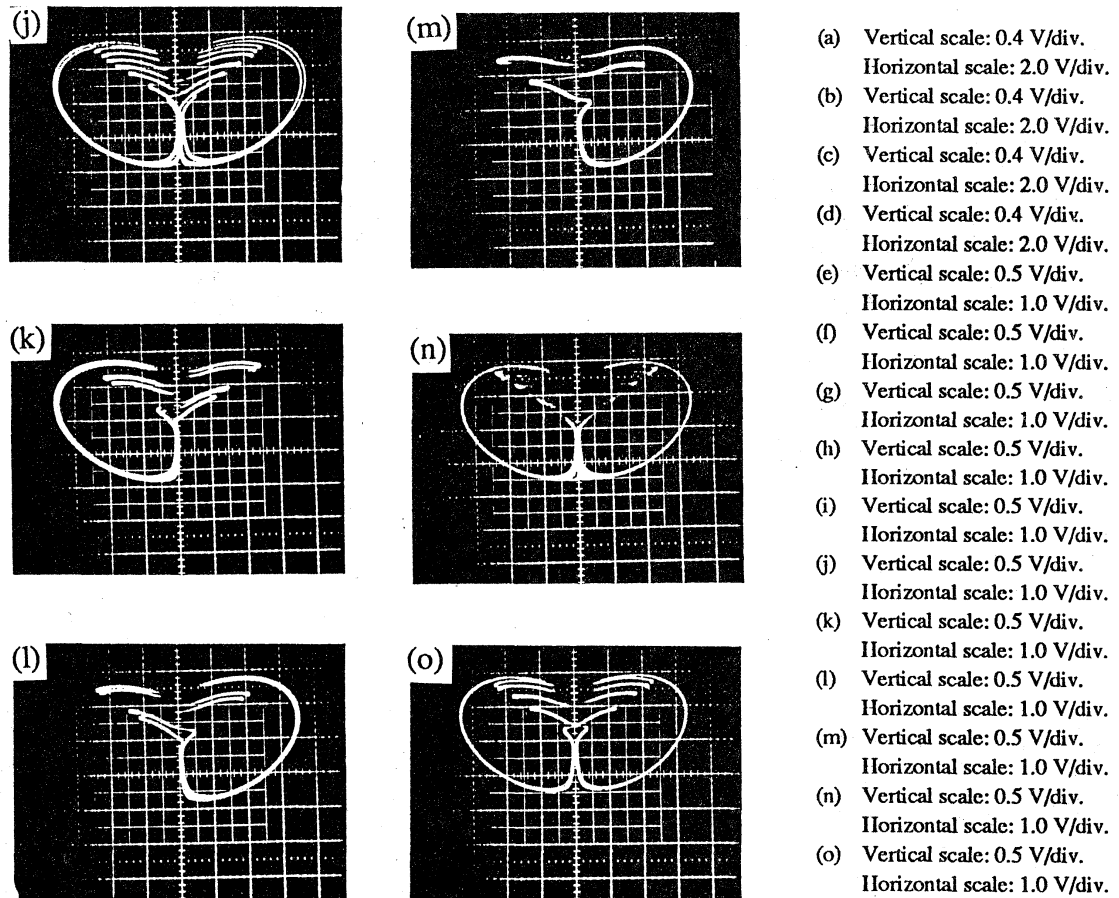 (j)
(m)
(k)
(n)
(l)
(o)
(a) Vertical scale: 0.4 V/div.
Horizontal scale: 2.0 V/div.
(b) Vertical scale: 0.4 V/div.
Horizontal scale: 2.0 V/div.
(c) Vertical scale: 0.4 V/div.
Horizontal scale: 2.0 V/div.
(d) Vertical scale: 0.4 V/div.
Horizontal scale: 2.0 V/div.
(e) Vertical scale: 0.5 V/div.
Horizontal scale: 1.0 V/div.
(f) Vertical scale: 0.5 V/div.
Horizontal scale: 1.0 V/div.
(g) Vertical scale: 0.5 V/div.
Horizontal scale: 1.0 V/div.
(h) Vertical scale: 0.5 V/div.
Horizontal scale: 1.0 V/div.
(i) Vertical scale: 0.5 V/div.
Horizontal scale: 1.0 V/div.
(j) Vertical scale: 0.5 V/div.
Horizontal scale: 1.0 V/div.
(k) Vertical scale: 0.5 V/div.
Horizontal scale: 1.0 V/div.
(l) Vertical scale: 0.5 V/div.
Horizontal scale: 1.0 V/div.
(m) Vertical scale: 0.5 V/div.
Horizontal scale: 1.0 V/div.
(n) Vertical scale: 0.5 V/div.
Horizontal scale: 1.0 V/div.
(o) Vertical scale: 0.5 V/div.
Horizontal scale: 1.0 V/div.